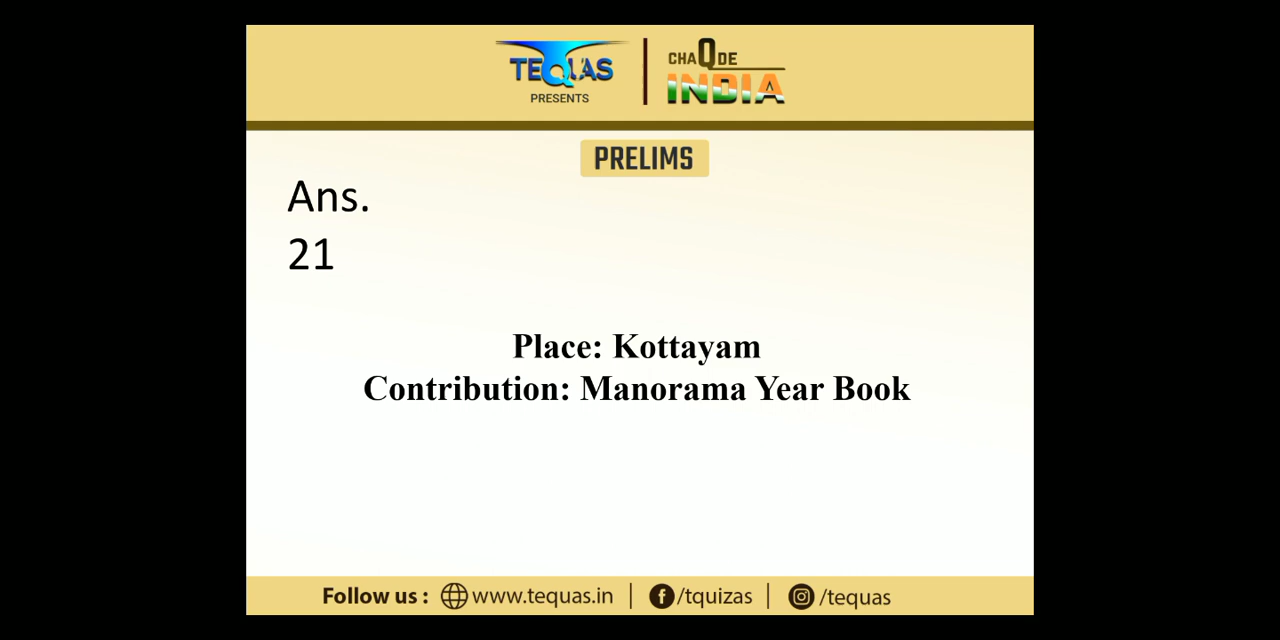 TEQUAS
PRESENTS
CHAQDE
INDIA
PRELIMS
Ans.
21
Place: Kottayam
Contribution: Manorama Year Book
Follow us : www.tequas.in | /tquizas | /tequas